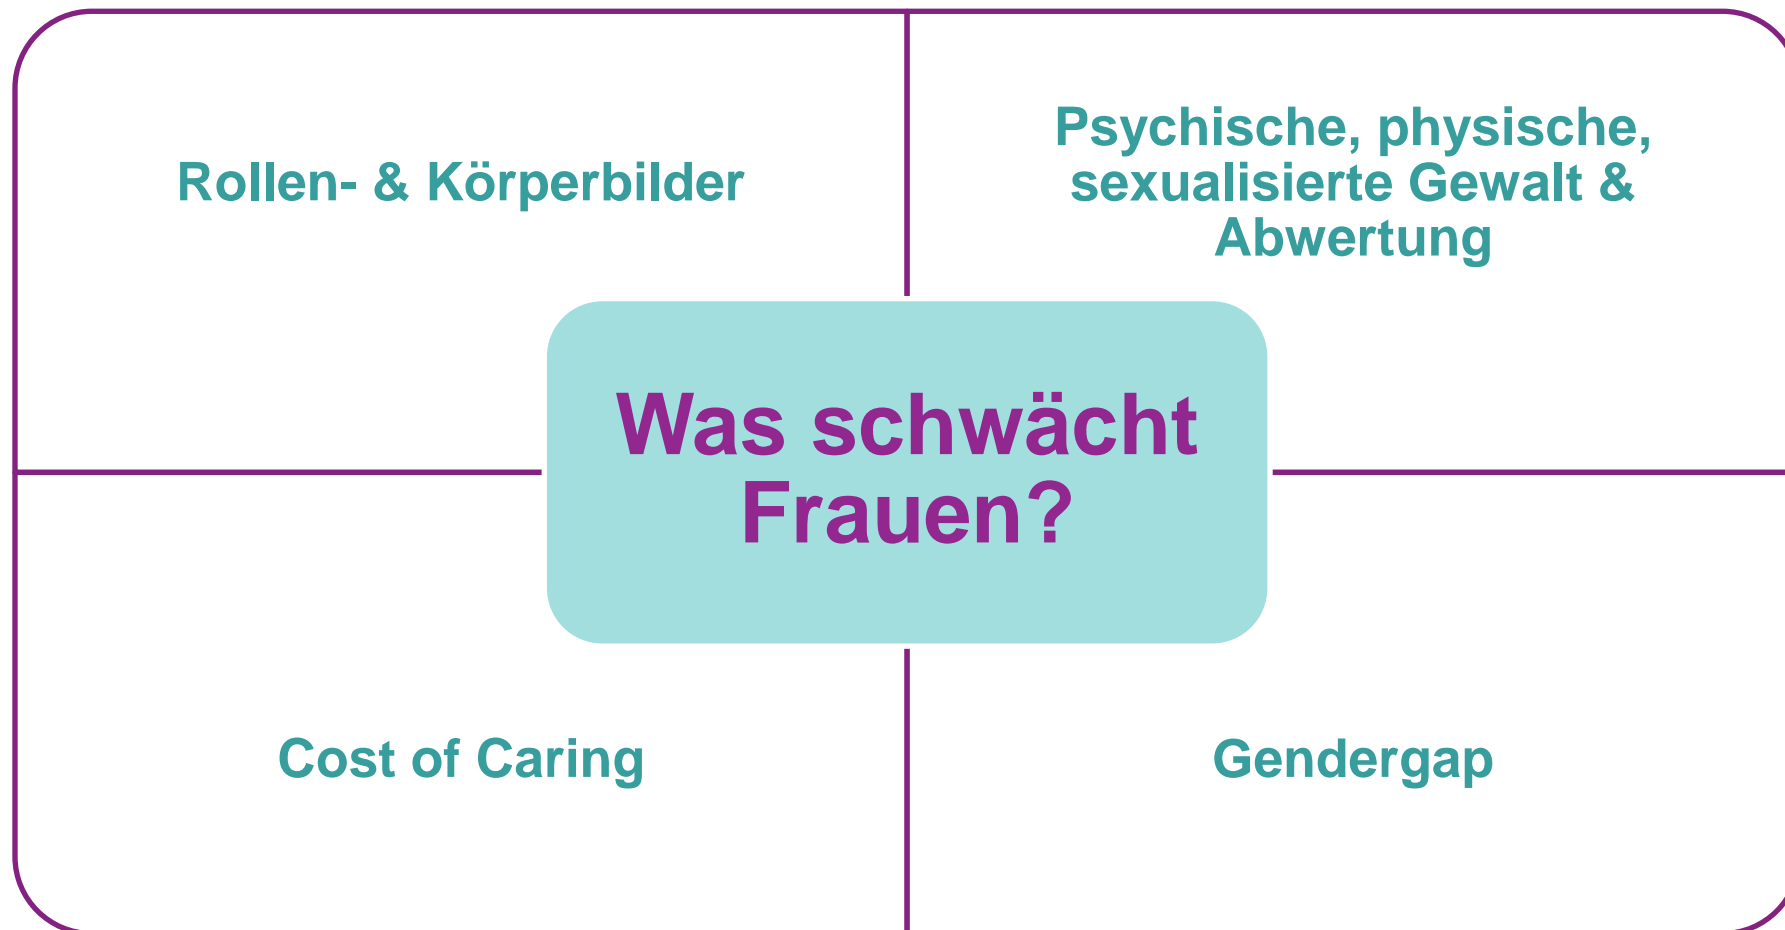 Rollen- & Körperbilder
Psychische, physische,
sexualisierte Gewalt &
Abwertung
Was schwächt
Frauen?
Cost of Caring
Gendergap